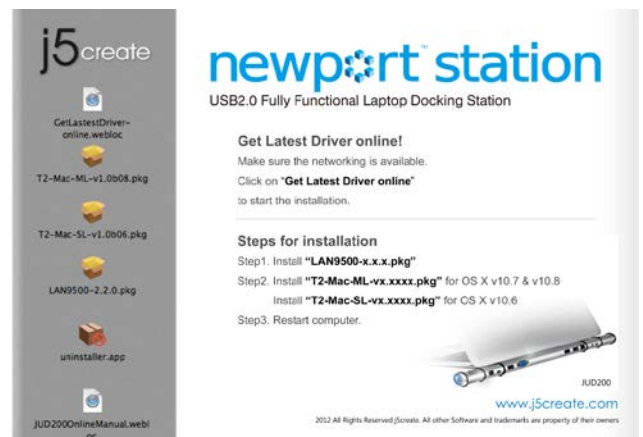 j5create
GetLastestDriver-
online.webloc
T2-Mac-ML-v1.0b08.pkg
T2-Mac-SL-v1.0b06.pkg
LAN9500-2.2.0.pkg
uninstaller.app
JUD200OnlineManual.webl
oc
newport™ station
USB2.0 Fully Functional Laptop Docking Station
Get Latest Driver online!
Make sure the networking is available.
Click on "Get Latest Driver online"
to start the installation.
Steps for installation
Step1. Install "LAN9500-x.x.x.pkg"
Step2. Install "T2-Mac-ML-vx.xxxx.pkg" for OS X v10.7 & v10.8
Install "T2-Mac-SL-vx.xxxx.pkg" for OS X v10.6
Step3. Restart computer.
JUD200
www.j5create.com
2012 All Rights Reserved j5create. All other Software and trademarks are property of their owners